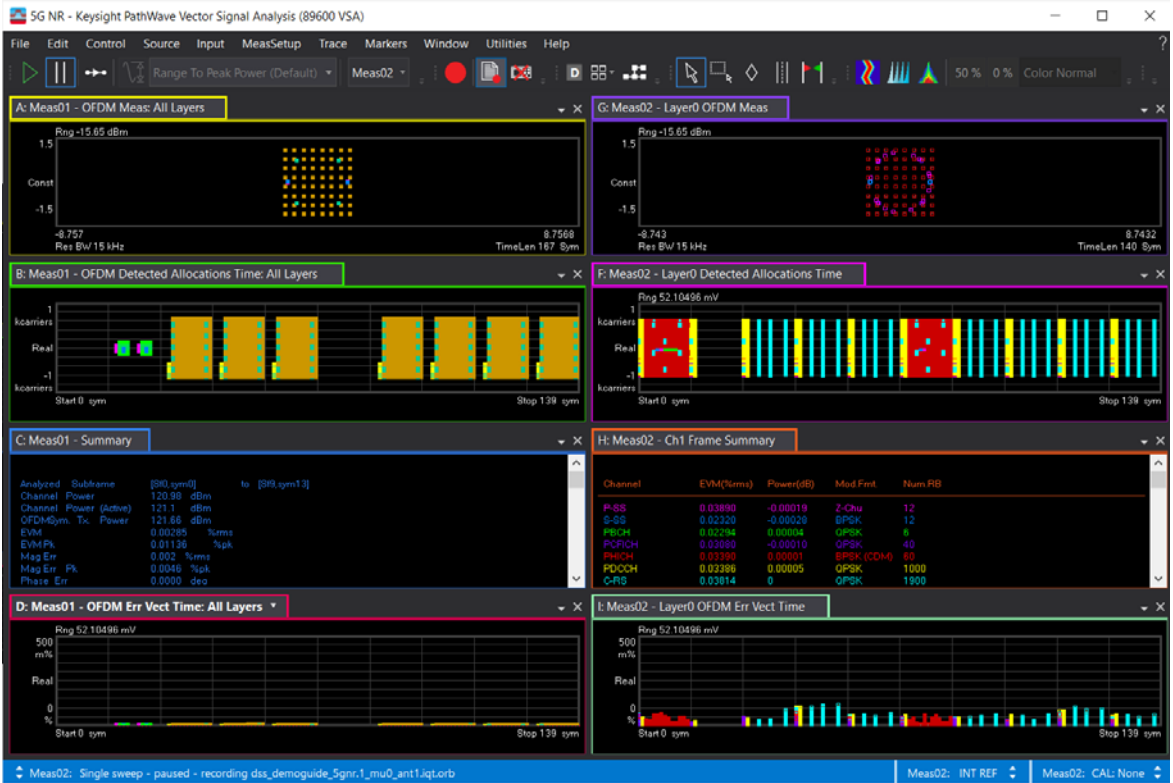 5G NR - Keysight PathWave Vector Signal Analysis (89600 VSA)
File Edit Control Source Input MeasSetup Trace Markers Window Utilities Help
Range To Peak Power (Default) Meas02 D 50 % 0 % Color Normal
A: Meas01 - OFDM Meas: All Layers
Rng -15.65 dBm
1.5
Const
-1.5
-8.757 8.7568
Res BW 15 kHz TimeLen 167 Sym
G: Meas02 - Layer0 OFDM Meas
Rng -15.65 dBm
1.5
Const
-1.5
-8.743 8.7432
Res BW 15 kHz TimeLen 140 Sym
B: Meas01 - OFDM Detected Allocations Time: All Layers
1
kcarriers
Real
-1
kcarriers
Start 0 sym Stop 139 sym
F: Meas02 - Layer0 Detected Allocations Time
Rng 52.10496 mV
1
kcarriers
Real
-1
kcarriers
Start 0 sym Stop 139 sym
C: Meas01 - Summary
Analyzed Subframe [Sf0,sym0] to [Sf9,sym13]
Channel Power 120.98 dBm
Channel Power (Active) 121.1 dBm
OFDMSym. Tx. Power 121.66 dBm
EVM 0.00285 %rms
EVM Pk 0.01136 %pk
Mag Err 0.002 %rms
Mag Err Pk 0.0046 %pk
Phase Err 0.0000 deg
H: Meas02 - Ch1 Frame Summary
Channel EVM(%rms) Power(dB) Mod.Fmt. Num.RB
P-SS 0.03890 -0.00019 Z-Chu 12
S-SS 0.02320 -0.00020 BPSK 12
PBCH 0.02294 0.00004 QPSK 6
PCFICH 0.03080 -0.00010 QPSK 40
PHICH 0.03390 0.00001 BPSK (CDM) 60
PDCCH 0.03386 0.00005 QPSK 1000
C-RS 0.03814 0 QPSK 1900
D: Meas01 - OFDM Err Vect Time: All Layers
Rng 52.10496 mV
500
m%
Real
0
%
Start 0 sym Stop 139 sym
I: Meas02 - Layer0 OFDM Err Vect Time
Rng 52.10496 mV
500
m%
Real
0
%
Start 0 sym Stop 139 sym
Meas02: Single sweep - paused - recording dss_demoguide_5gnr.1_mu0_ant1.iqt.orb Meas02: INT REF Meas02: CAL: None